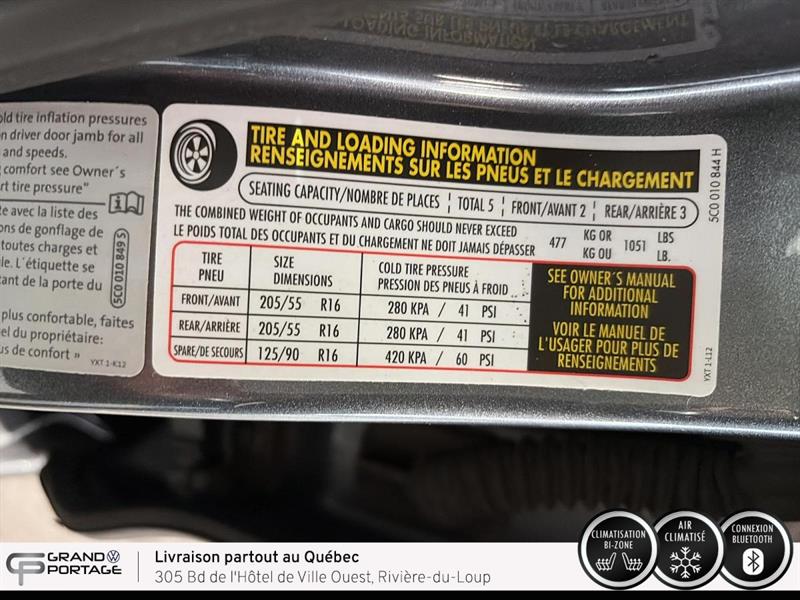 TIRE AND LOADING INFORMATION
RENSEIGNEMENTS SUR LES PNEUS ET LE CHARGEMENT
SEATING CAPACITY/NOMBRE DE PLACES | TOTAL 5 | FRONT/AVANT 2 | REAR/ARRIÈRE 3
THE COMBINED WEIGHT OF OCCUPANTS AND CARGO SHOULD NEVER EXCEED
LE POIDS TOTAL DES OCCUPANTS ET DU CHARGEMENT NE DOIT JAMAIS DÉPASSER
477 KG OR 1051 LBS
KG OU LB.
TIRE SIZE COLD TIRE PRESSURE
PNEU DIMENSIONS PRESSION DES PNEUS À FROID
FRONT/AVANT 205/55 R16 280 KPA / 41 PSI
REAR/ARRIÈRE 205/55 R16 280 KPA / 41 PSI
SPARE/DE SECOURS 125/90 R16 420 KPA / 60 PSI
SEE OWNER'S MANUAL
FOR ADDITIONAL
INFORMATION
VOIR LE MANUEL DE
L'USAGER POUR PLUS DE
RENSEIGNEMENTS
5C0 010 844 H
YXT 1-L12
old tire inflation pressures
n driver door jamb for all
and speeds.
comfort see Owner's
rt tire pressure"
te avec la liste des
ons de gonflage de
toutes charges et
le. L'étiquette se
tant de la porte du
plus confortable, faites
el du propriétaire:
us de confort »
5C0 010 849 S
YXT 1-K12
GRAND
PORTAGE
Livraison partout au Québec
305 Bd de l'Hôtel de Ville Ouest, Rivière-du-Loup
CLIMATISATION
BI-ZONE
AIR
CLIMATISÉ
CONNEXION
BLUETOOTH